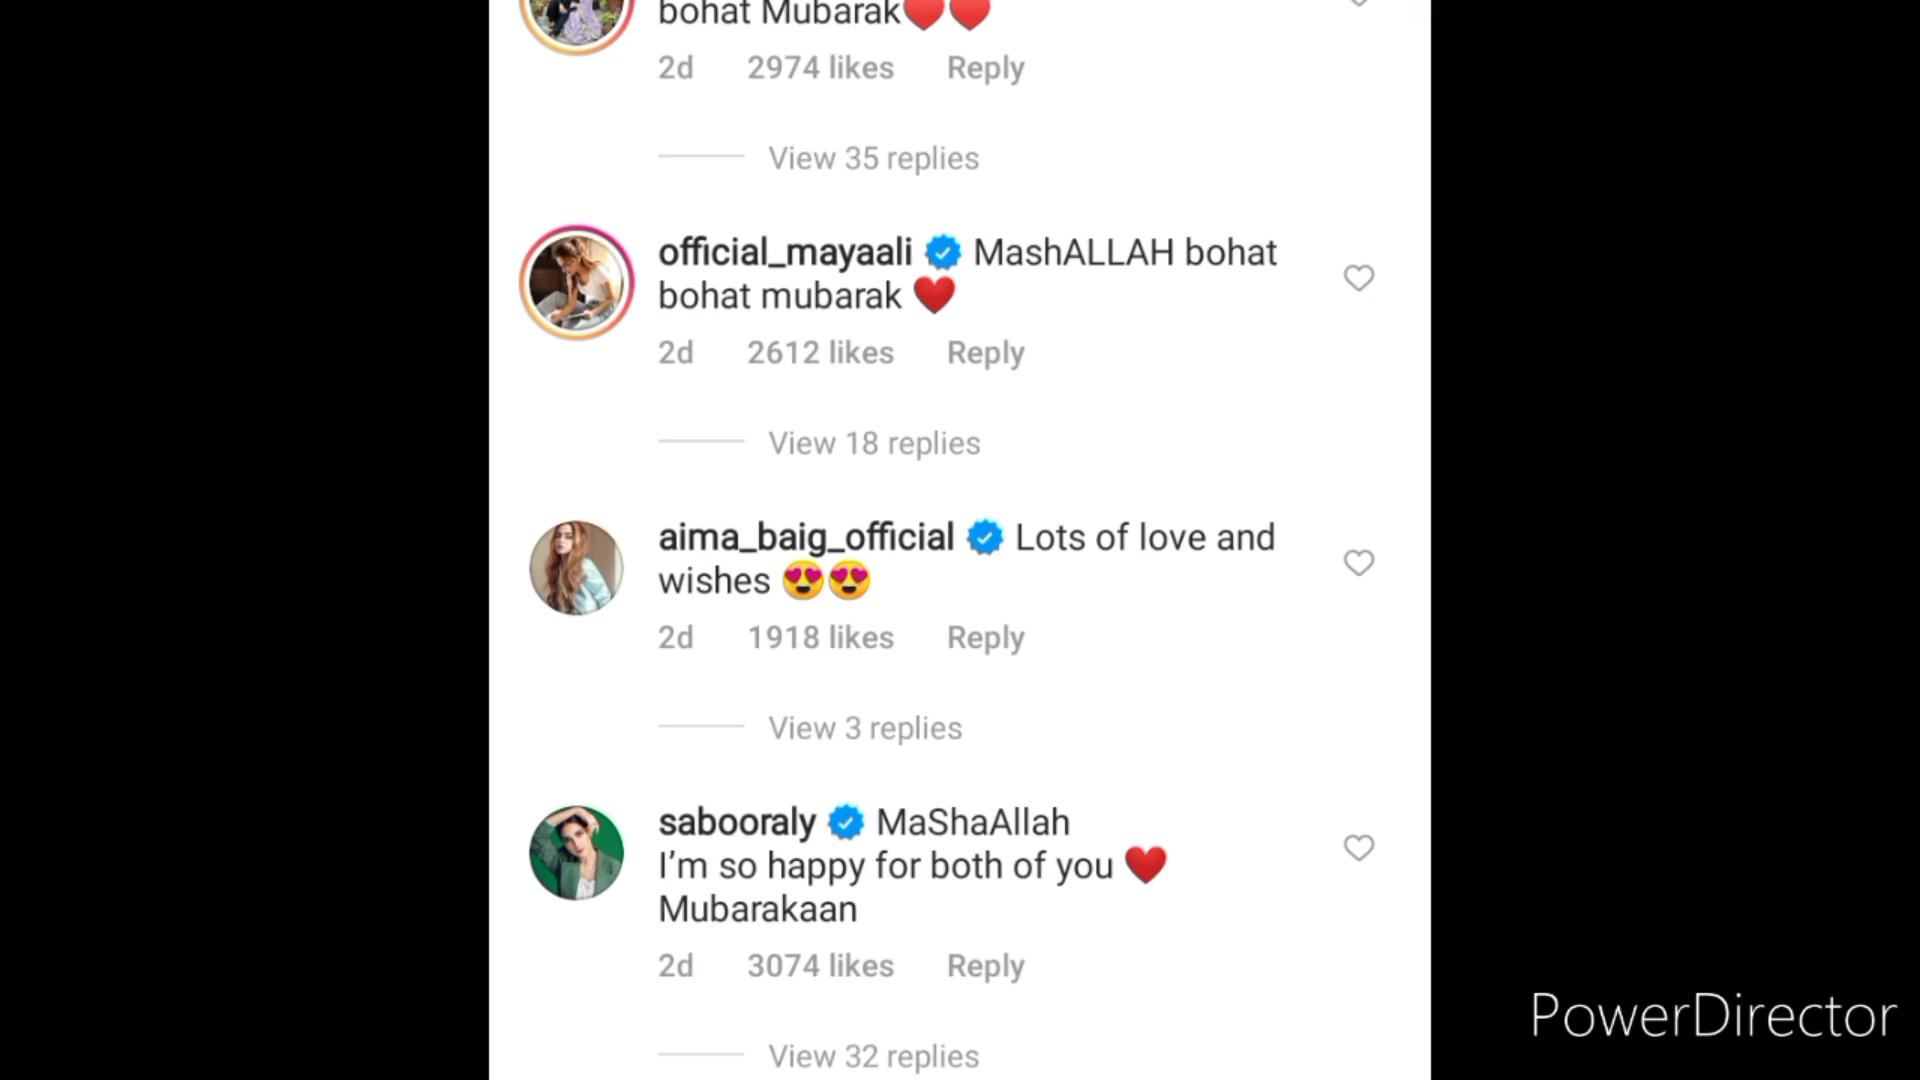 bohat Mubarak❤️❤️
2d 2974 likes Reply
View 35 replies
official_mayaali MashALLAH bohat
bohat mubarak ❤️
2d 2612 likes Reply
View 18 replies
aima_baig_official Lots of love and
wishes 😍😍
2d 1918 likes Reply
View 3 replies
sabooraly MaShaAllah
I’m so happy for both of you ❤️
Mubarakaan
2d 3074 likes Reply
View 32 replies
PowerDirector